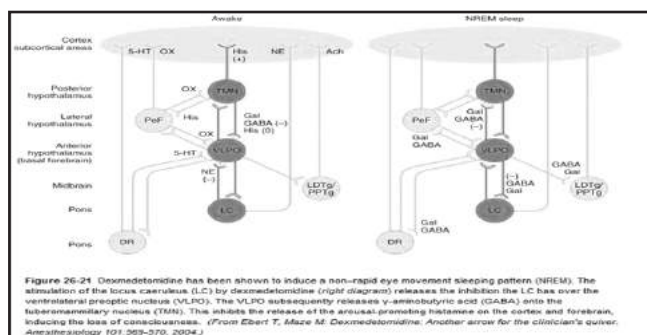 Awake
NREM sleep
Cortex
subcortical areas
5-HT OX
His
(+)
NE
Ach
Posterior
hypothalamus
OX
TMN
TMN
Lateral
hypothalamus
PeF
His
Gal
GABA (–)
His (0)
PeF
Gal
GABA
(–)
OX
Gal
GABA
Anterior
hypothalamus
(basal forebrain)
5-HT
VLPO
VLPO
GABA
Gal
Midbrain
NE
(–)
LDTg/
PPTg
(–)
GABA
Gal
LDTg/
PPTg
Pons
LC
LC
Gal
GABA
Pons
DR
DR
Figure 26-21 Dexmedetomidine has been shown to induce a non–rapid eye movement sleeping pattern (NREM). The
stimulation of the locus caeruleus (LC) by dexmedetomidine (right diagram) releases the inhibition the LC has over the
ventrolateral preoptic nucleus (VLPO). The VLPO subsequently releases γ-aminobutyric acid (GABA) onto the
tuberomammillary nucleus (TMN). This inhibits the release of the arousal-promoting histamine on the cortex and forebrain,
inducing the loss of consciousness. (From Ebert T, Maze M: Dexmedetomidine: Another arrow for the clinician's quiver.
Anesthesiology 101:569-570, 2004.)